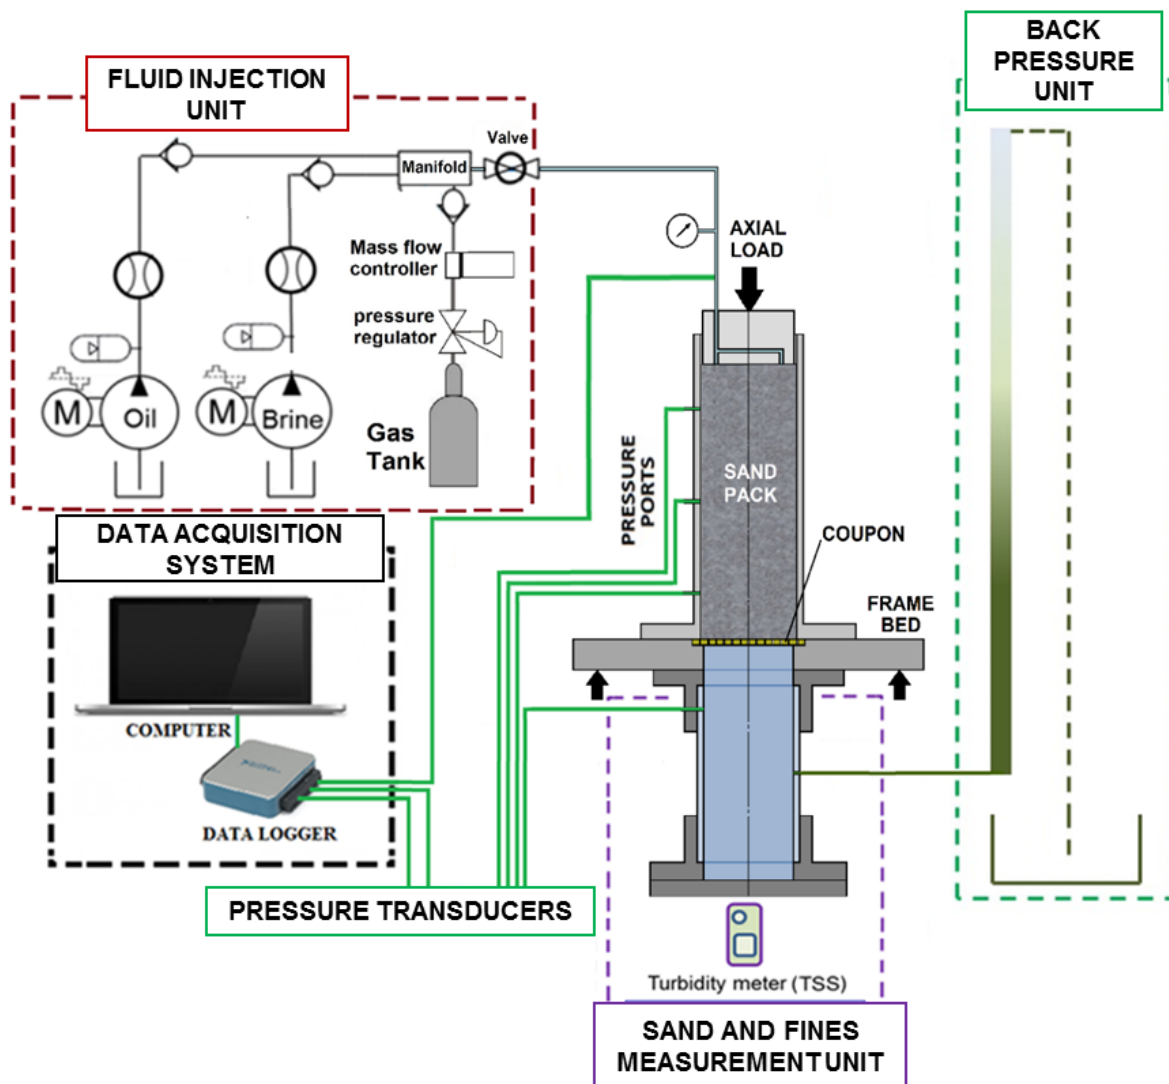 FLUID INJECTION
UNIT
BACK
PRESSURE
UNIT
Valve
Manifold
Mass flow
controller
pressure
regulator
AXIAL
LOAD
M
Oil
M
Brine
Gas
Tank
PRESSURE
PORTS
SAND
PACK
COUPON
FRAME
BED
DATA ACQUISITION
SYSTEM
COMPUTER
DATA LOGGER
PRESSURE TRANSDUCERS
Turbidity meter (TSS)
SAND AND FINES
MEASUREMENT UNIT